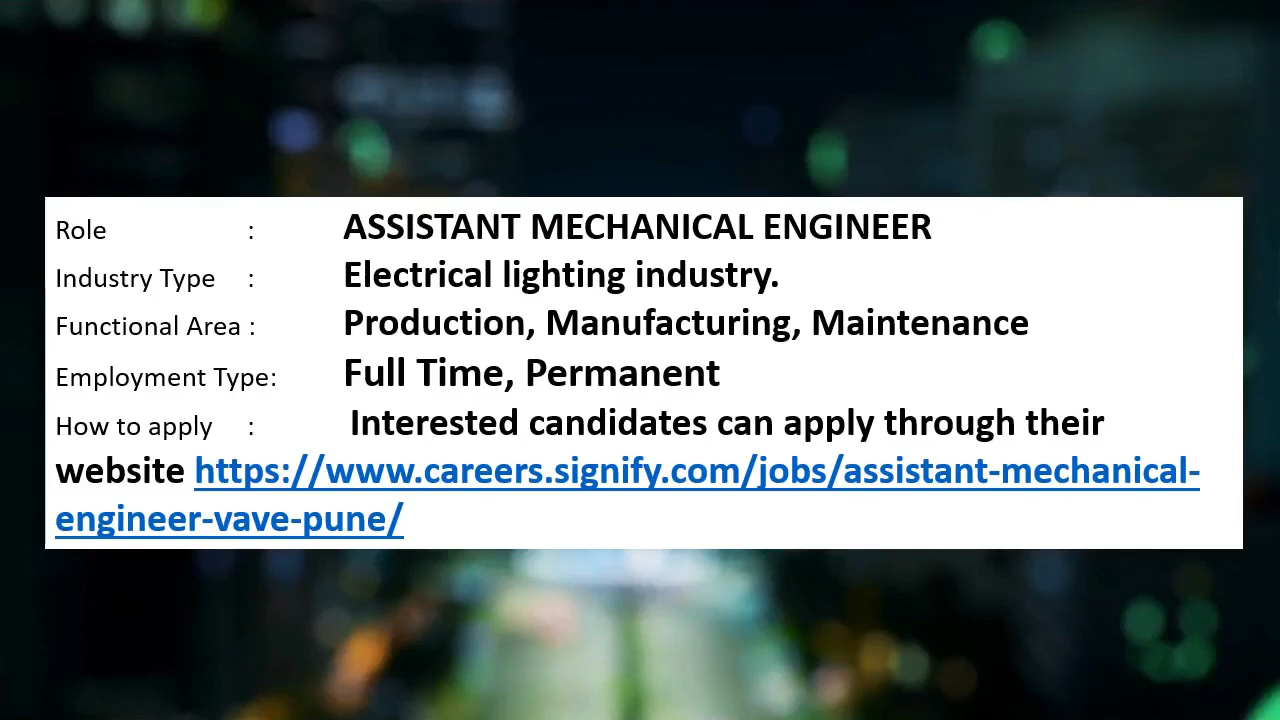 Role : ASSISTANT MECHANICAL ENGINEER
Industry Type : Electrical lighting industry.
Functional Area : Production, Manufacturing, Maintenance
Employment Type: Full Time, Permanent
How to apply : Interested candidates can apply through their
website https://www.careers.signify.com/jobs/assistant-mechanical-
engineer-vave-pune/